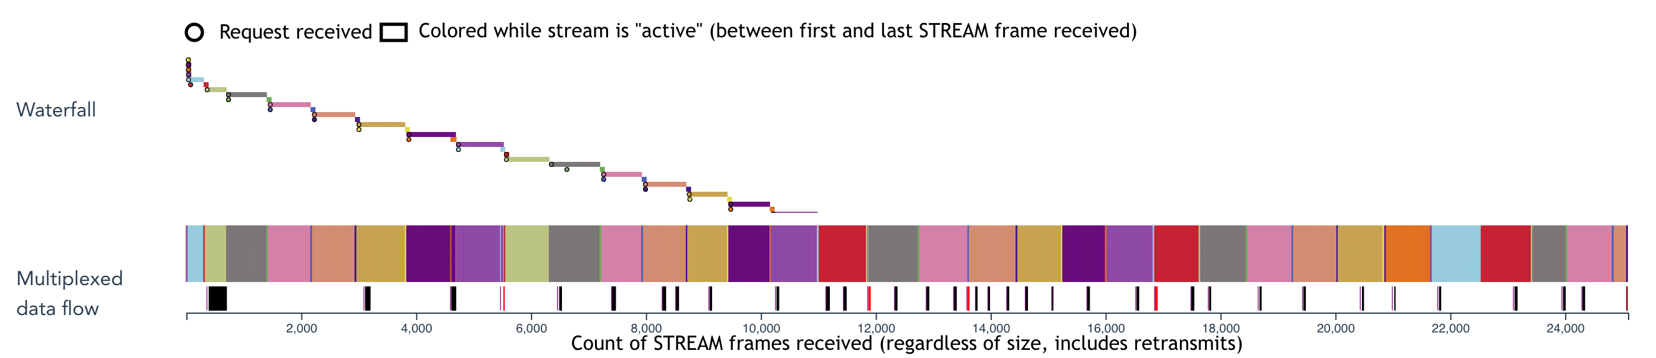 Request received
Colored while stream is "active" (between first and last STREAM frame received)
Waterfall
Multiplexed
data flow
2,000 4,000 6,000 8,000 10,000 12,000 14,000 16,000 18,000 20,000 22,000 24,000
Count of STREAM frames received (regardless of size, includes retransmits)